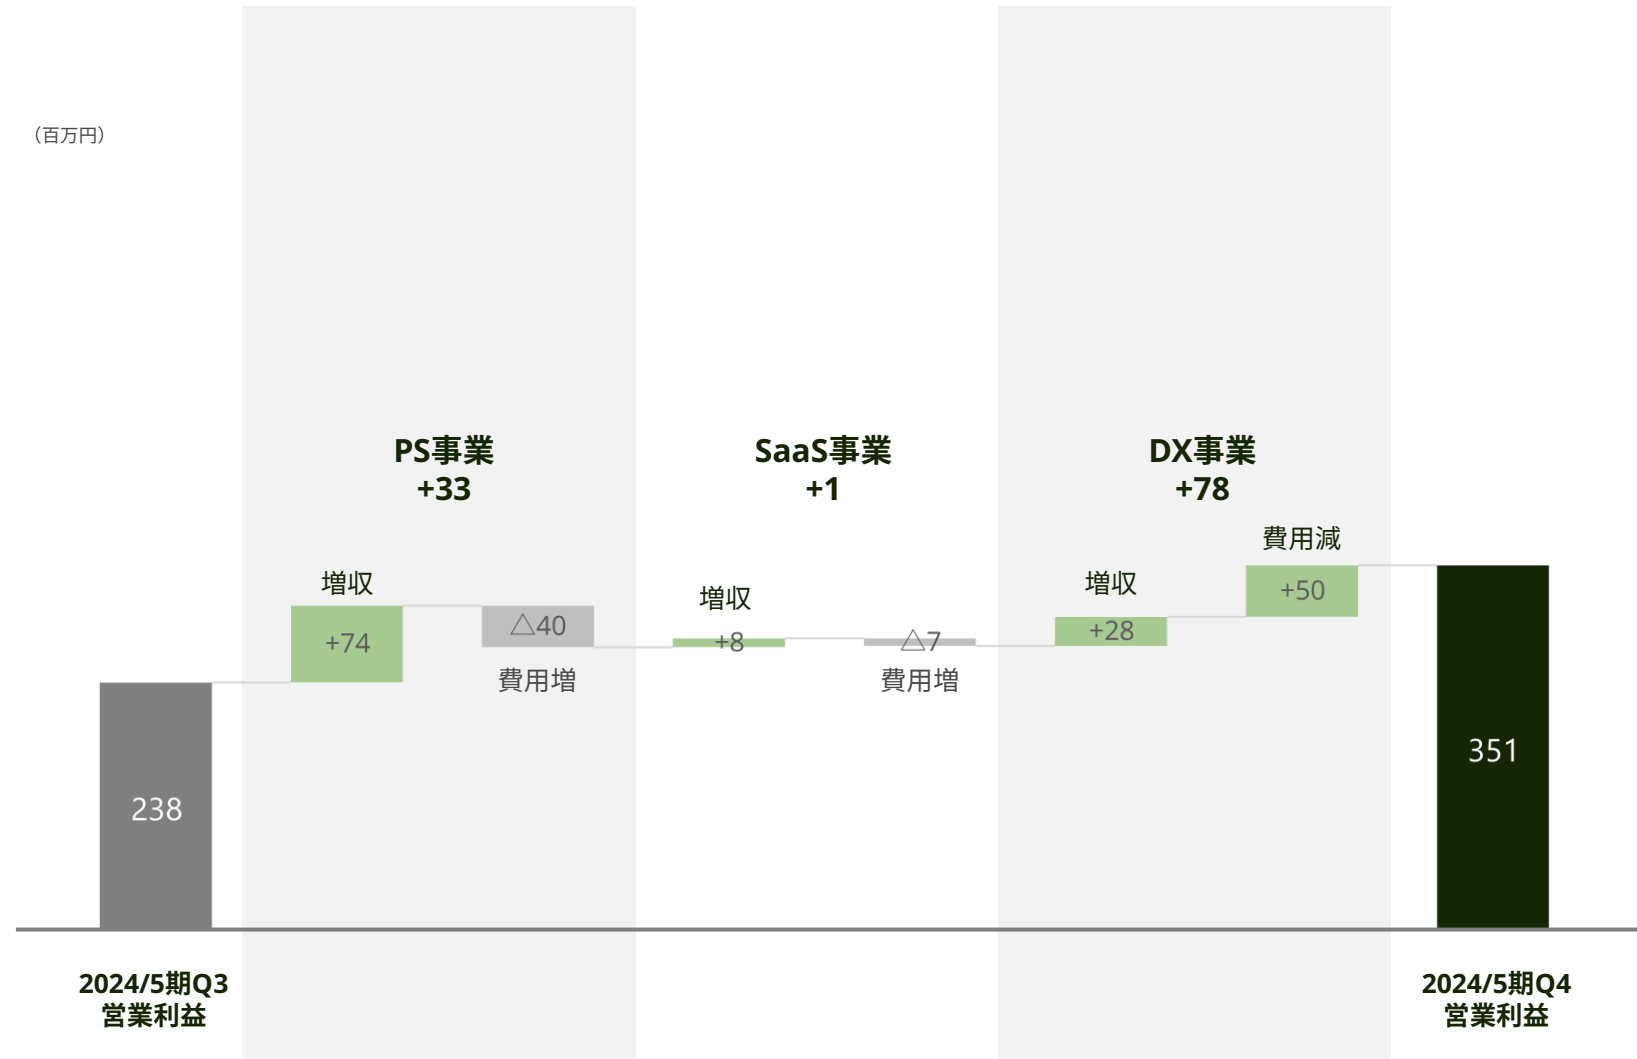 （百万円）
PS事業
+33
SaaS事業
+1
DX事業
+78
増収
+74
△40
費用増
増収
+8
△7
費用増
増収
+28
費用減
+50
238
351
2024/5期Q3
営業利益
2024/5期Q4
営業利益